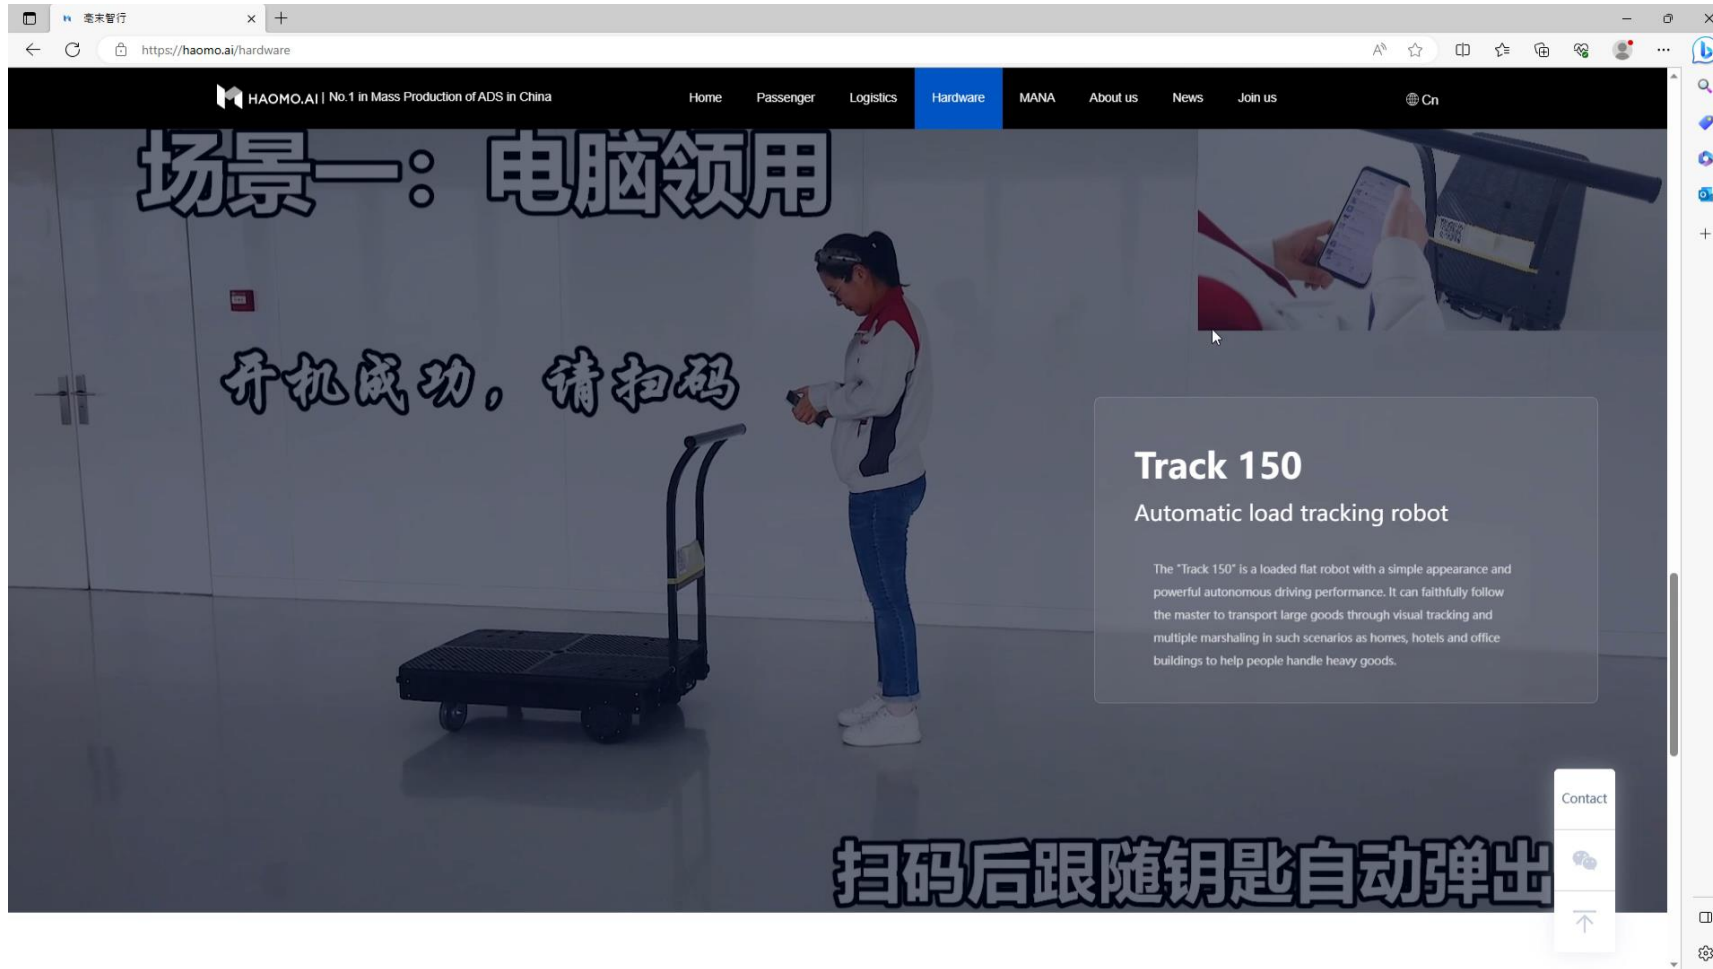 毫末智行
https://haomo.ai/hardware
HAOMO.AI | No.1 in Mass Production of ADS in China
Home Passenger Logistics Hardware MANA About us News Join us Cn
场景一：电脑领用
开机成功，请扫码
Track 150
Automatic load tracking robot
The "Track 150" is a loaded flat robot with a simple appearance and
powerful autonomous driving performance. It can faithfully follow
the master to transport large goods through visual tracking and
multiple marshaling in such scenarios as homes, hotels and office
buildings to help people handle heavy goods.
Contact
扫码后跟随钥匙自动弹出